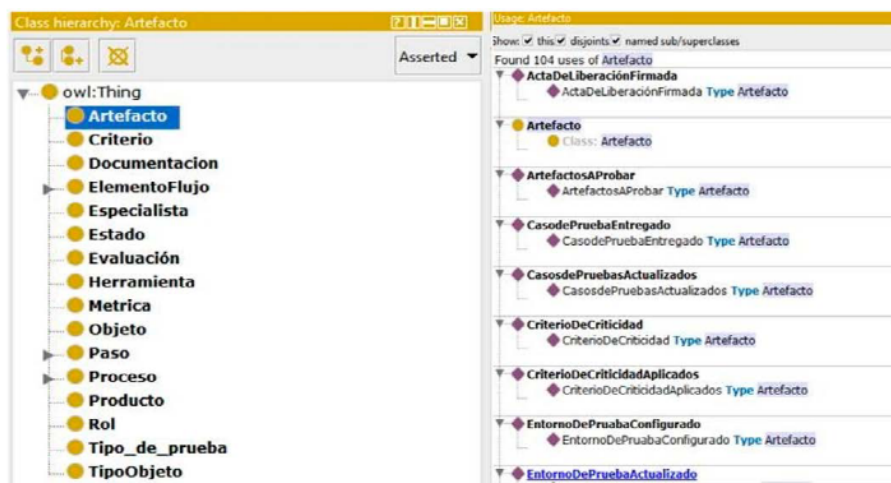 Class hierarchy: Artefacto
Asserted
owl:Thing
Artefacto
Criterio
Documentacion
ElementoFlujo
Especialista
Estado
Evaluación
Herramienta
Metrica
Objeto
Paso
Proceso
Producto
Rol
Tipo_de_prueba
TipoObjeto
Usage: Artefacto
Show: this disjoints named sub/superclasses
Found 104 uses of Artefacto
ActaDeLiberaciónFirmada
ActaDeLiberaciónFirmada Type Artefacto
Artefacto
Class: Artefacto
ArtefactosAProbar
ArtefactosAProbar Type Artefacto
CasodePruebaEntregado
CasodePruebaEntregado Type Artefacto
CasosdePruebasActualizados
CasosdePruebasActualizados Type Artefacto
CriterioDeCriticidad
CriterioDeCriticidad Type Artefacto
CriterioDeCriticidadAplicados
CriterioDeCriticidadAplicados Type Artefacto
EntornoDePruabaConfigurado
EntornoDePruabaConfigurado Type Artefacto
EntornoDePruebaActualizado